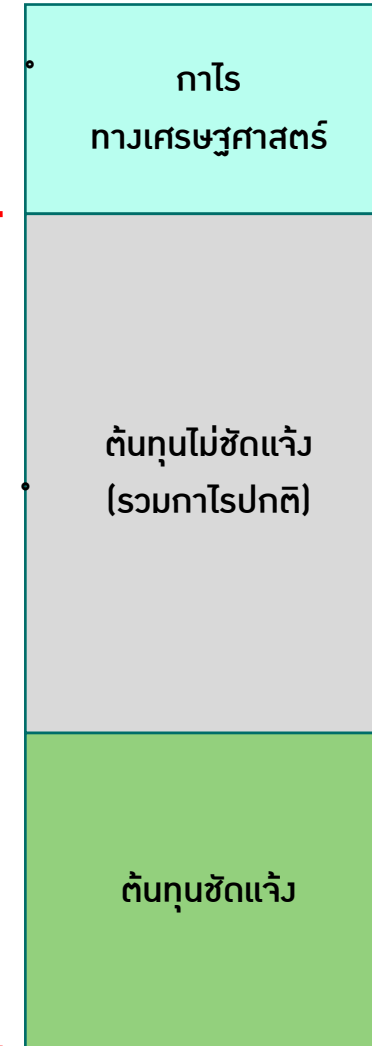 กาไร
ทางเศรษฐศาสตร์
ต้นทุนไม่ชัดแจ้ง
(รวมกาไรปกติ)
ต้นทุนชัดแจ้ง